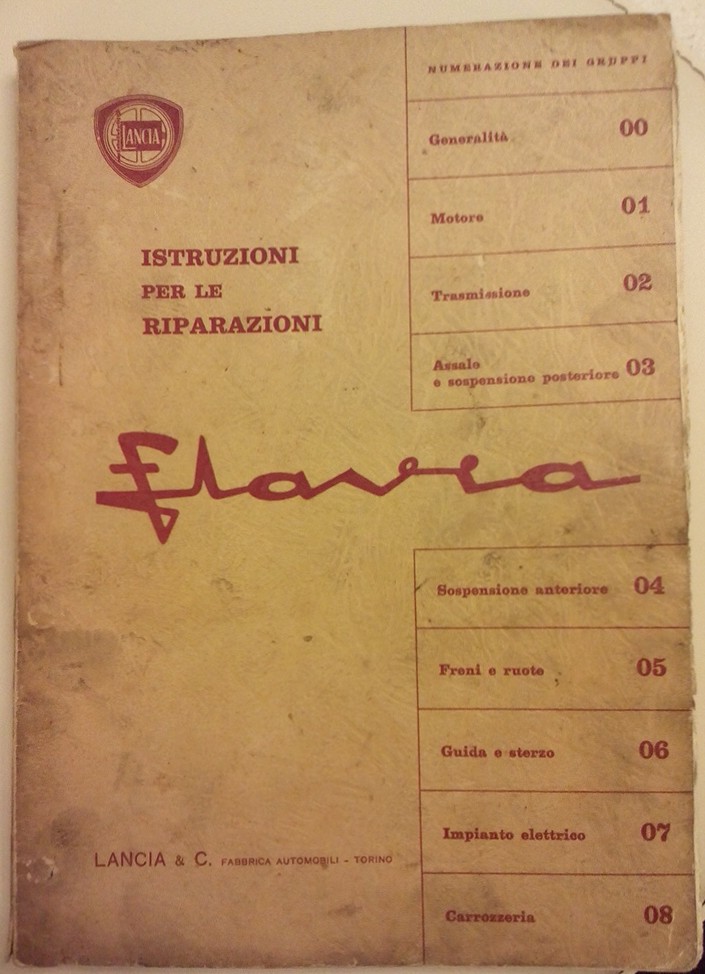 LANCIA
ISTRUZIONI
PER LE
RIPARAZIONI
Flavia
LANCIA & C. FABBRICA AUTOMOBILI - TORINO
NUMERAZIONE DEI GRUPPI
Generalità 00
Motore 01
Trasmissione 02
Assale
e sospensione posteriore 03
Sospensione anteriore 04
Freni e ruote 05
Guida e sterzo 06
Impianto elettrico 07
Carrozzeria 08